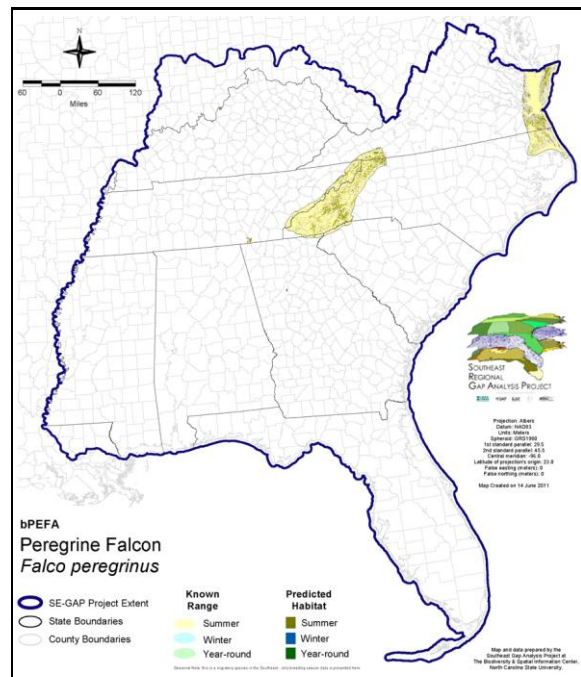 N
60 0 60 120
Miles
SOUTHEAST
REGIONAL
GAP ANALYSIS PROJECT
Projection: Albers
Datum: NAD83
Units: Meters
Spheroid: GRS1980
1st standard parallel: 29.5
2nd standard parallel: 45.5
Central meridian: -96.0
Latitude of projection's origin: 23.0
False easting (meters): 0
False northing (meters): 0
Map Created on 14 June 2011
bPEFA
Peregrine Falcon
Falco peregrinus
SE-GAP Project Extent
State Boundaries
County Boundaries
Known
Range
Summer
Winter
Year-round
Predicted
Habitat
Summer
Winter
Year-round
Map and data prepared by the
Southeast Gap Analysis Project at
The Biodiversity & Spatial Information Center,
North Carolina State University.